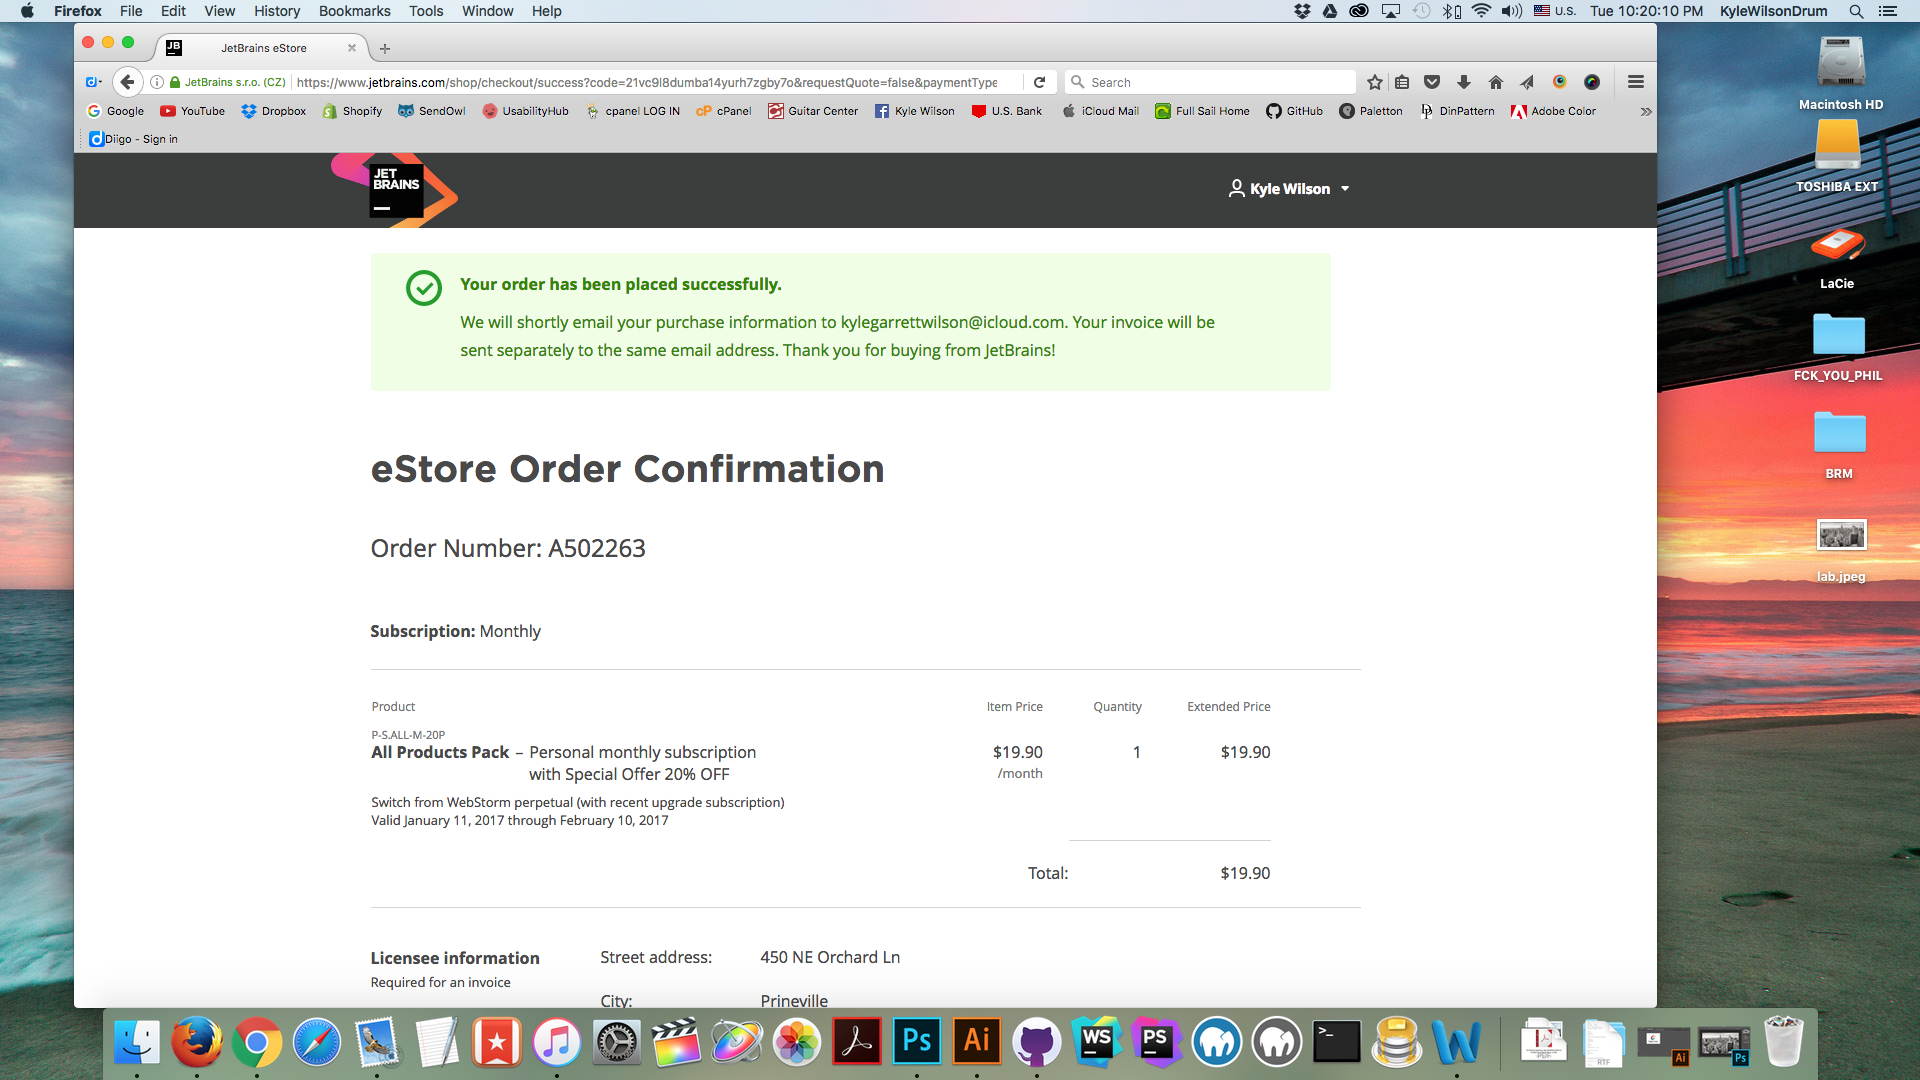 Firefox File Edit View History Bookmarks Tools Window Help
U.S. Tue 10:20:10 PM KyleWilsonDrum
JB JetBrains eStore
JetBrains s.r.o. (CZ) https://www.jetbrains.com/shop/checkout/success?code=21vc9l8dumba14yurh7zgby7o&requestQuote=false&paymentType
Search
Google YouTube Dropbox Shopify SendOwl UsabilityHub cpanel LOG IN cPanel Guitar Center Kyle Wilson U.S. Bank iCloud Mail Full Sail Home GitHub Paletton DinPattern Adobe Color
Diigo - Sign in
JET
BRAINS
Kyle Wilson
Your order has been placed successfully.
We will shortly email your purchase information to kylegarrettwilson@icloud.com. Your invoice will be
sent separately to the same email address. Thank you for buying from JetBrains!
eStore Order Confirmation
Order Number: A502263
Subscription: Monthly
Product Item Price Quantity Extended Price
P-S.ALL-M-20P
All Products Pack – Personal monthly subscription $19.90 1 $19.90
with Special Offer 20% OFF /month
Switch from WebStorm perpetual (with recent upgrade subscription)
Valid January 11, 2017 through February 10, 2017
Total: $19.90
Licensee information Street address: 450 NE Orchard Ln
Required for an invoice
City: Prineville
Macintosh HD
TOSHIBA EXT
LaCie
FCK_YOU_PHIL
BRM
lab.jpeg
Ps Ai WS PS >_ RTF Ai Ps